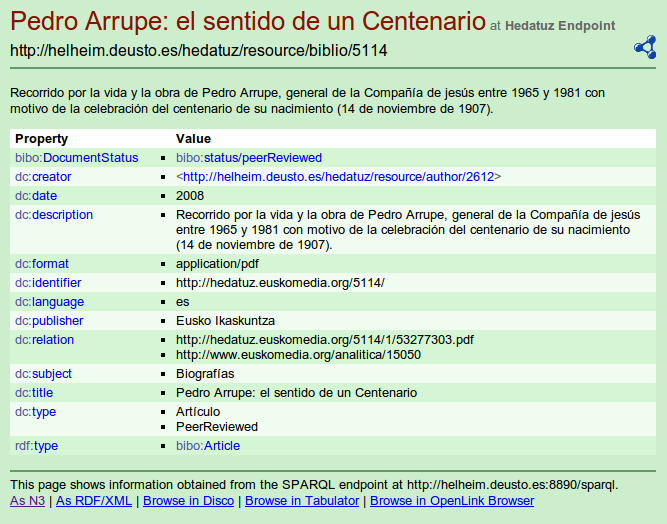 Pedro Arrupe: el sentido de un Centenario at Hedatuz Endpoint
http://helheim.deusto.es/hedatuz/resource/biblio/5114
Recorrido por la vida y la obra de Pedro Arrupe, general de la Compañía de jesús entre 1965 y 1981 con
motivo de la celebración del centenario de su nacimiento (14 de noviembre de 1907).
Property Value
bibo:DocumentStatus ▪ bibo:status/peerReviewed
dc:creator ▪ <http://helheim.deusto.es/hedatuz/resource/author/2612>
dc:date ▪ 2008
dc:description ▪ Recorrido por la vida y la obra de Pedro Arrupe, general de la Compañía de jesús
entre 1965 y 1981 con motivo de la celebración del centenario de su nacimiento
(14 de noviembre de 1907).
dc:format ▪ application/pdf
dc:identifier ▪ http://hedatuz.euskomedia.org/5114/
dc:language ▪ es
dc:publisher ▪ Eusko Ikaskuntza
dc:relation ▪ http://hedatuz.euskomedia.org/5114/1/53277303.pdf
▪ http://www.euskomedia.org/analitica/15050
dc:subject ▪ Biografías
dc:title ▪ Pedro Arrupe: el sentido de un Centenario
dc:type ▪ Artículo
▪ PeerReviewed
rdf:type ▪ bibo:Article
This page shows information obtained from the SPARQL endpoint at http://helheim.deusto.es:8890/sparql.
As N3 | As RDF/XML | Browse in Disco | Browse in Tabulator | Browse in OpenLink Browser